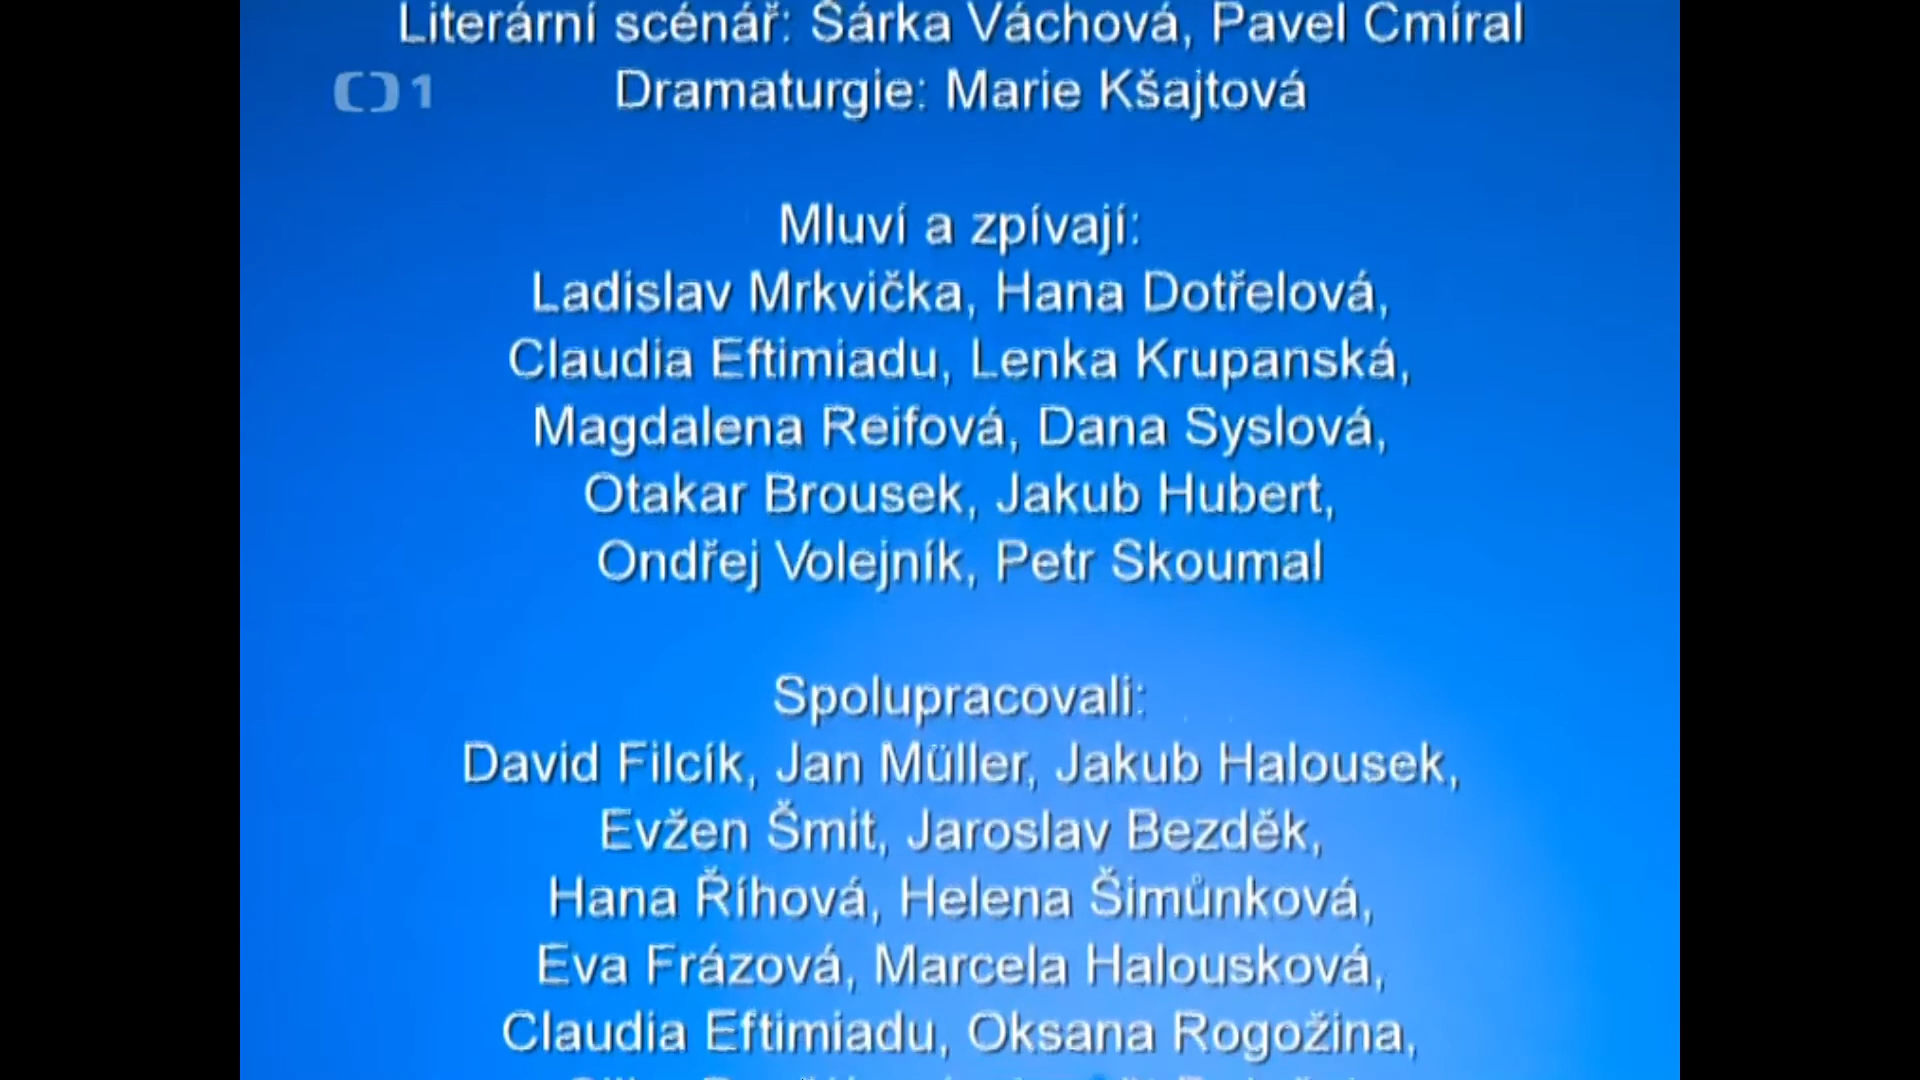 Literární scénář: Šárka Váchová, Pavel Cmíral
1
Dramaturgie: Marie Kšajtová
Mluví a zpívají:
Ladislav Mrkvička, Hana Dotřelová,
Claudia Eftimiadu, Lenka Krupanská,
Magdalena Reifová, Dana Syslová,
Otakar Brousek, Jakub Hubert,
Ondřej Volejník, Petr Skoumal
Spolupracovali:
David Filcík, Jan Müller, Jakub Halousek,
Evžen Šmit, Jaroslav Bezděk,
Hana Říhová, Helena Šimůnková,
Eva Frázová, Marcela Halousková,
Claudia Eftimiadu, Oksana Rogožina,